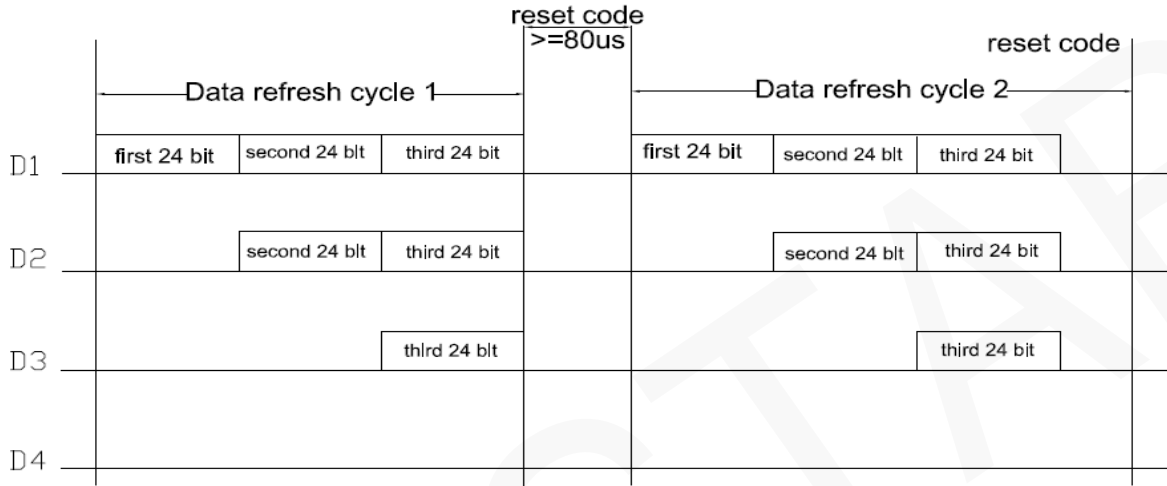 reset code
>=80us
reset code
Data refresh cycle 1
Data refresh cycle 2
D1 first 24 bit second 24 blt third 24 bit first 24 bit second 24 blt third 24 bit
D2 second 24 blt third 24 bit second 24 blt third 24 bit
D3 thlrd 24 blt third 24 bit
D4